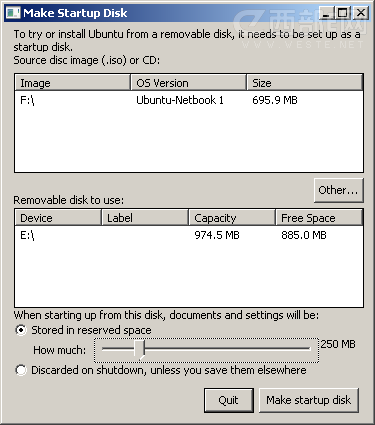 Make Startup Disk
To try or install Ubuntu from a removable disk, it needs to be set up as a
startup disk.
Source disc image (.iso) or CD:
Image OS Version Size
F:\ Ubuntu-Netbook 1 695.9 MB
Other...
Removable disk to use:
Device Label Capacity Free Space
E:\ 974.5 MB 885.0 MB
When starting up from this disk, documents and settings will be:
Stored in reserved space
How much: 250 MB
Discarded on shutdown, unless you save them elsewhere
Quit Make startup disk